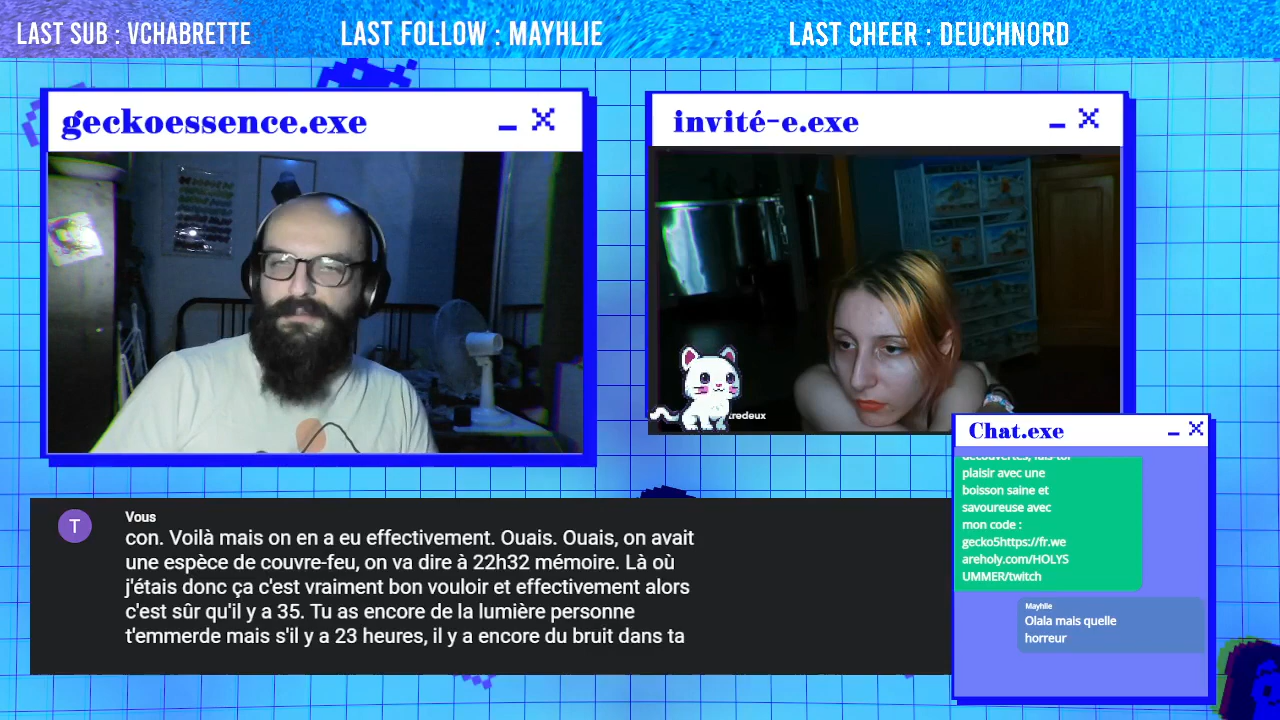 LAST SUB : VCHABRETTE
LAST FOLLOW : MAYHLIE
LAST CHEER : DEUCHNORD
geckoessence.exe
invité-e.exe
tredeux
Chat.exe
plaisir avec une
boisson saine et
savoureuse avec
mon code :
gecko5https://fr.we
areholy.com/HOLYS
UMMER/twitch
Mayhlie
Olala mais quelle
horreur
T
Vous
con. Voilà mais on en a eu effectivement. Ouais. Ouais, on avait
une espèce de couvre-feu, on va dire à 22h32 mémoire. Là où
j'étais donc ça c'est vraiment bon vouloir et effectivement alors
c'est sûr qu'il y a 35. Tu as encore de la lumière personne
t'emmerde mais s'il y a 23 heures, il y a encore du bruit dans ta